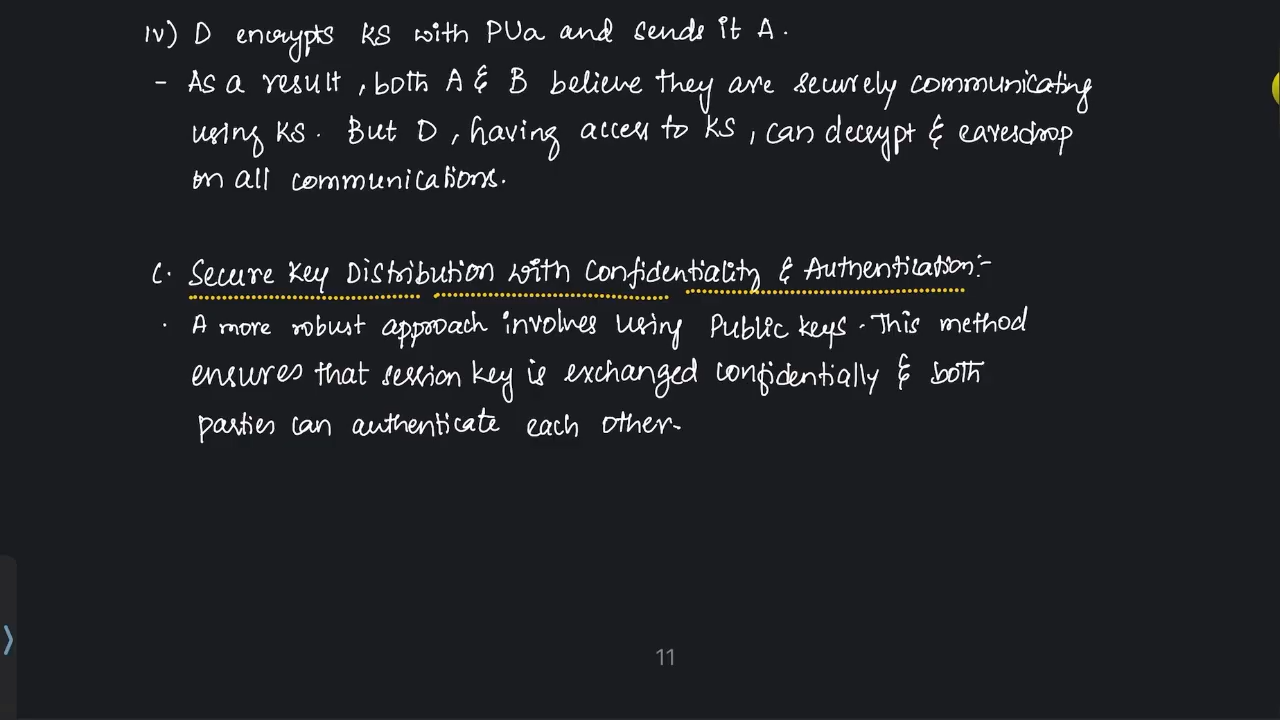 iv) D encrypts KS with PUa and sends it A.
- As a result, both A & B believe they are securely communicating
using KS. But D, having access to KS, can decrypt & eavesdrop
on all communications.
C. Secure Key Distribution with Confidentiality & Authentication:-
· A more robust approach involves using Public keys. This method
ensures that session key is exchanged confidentially & both
parties can authenticate each other.
11